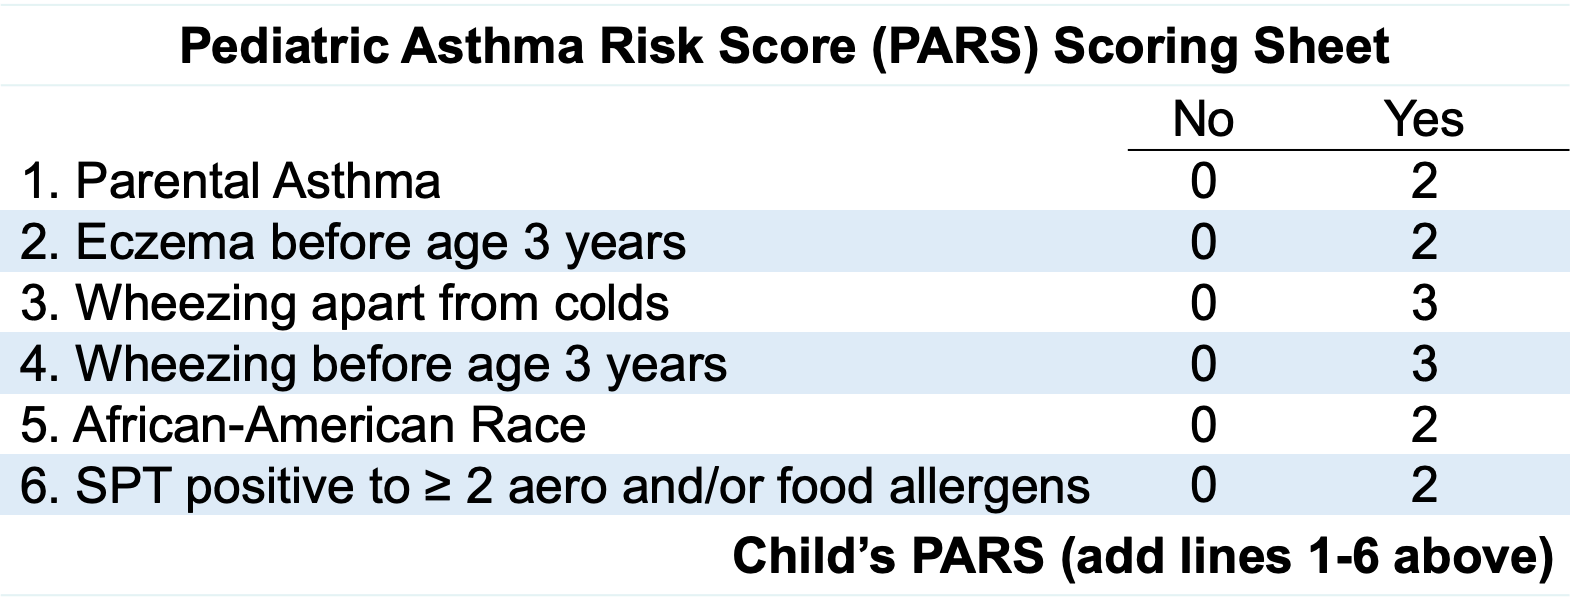 Pediatric Asthma Risk Score (PARS) Scoring Sheet
No Yes
1. Parental Asthma 0 2
2. Eczema before age 3 years 0 2
3. Wheezing apart from colds 0 3
4. Wheezing before age 3 years 0 3
5. African-American Race 0 2
6. SPT positive to ≥ 2 aero and/or food allergens 0 2
Child’s PARS (add lines 1-6 above)